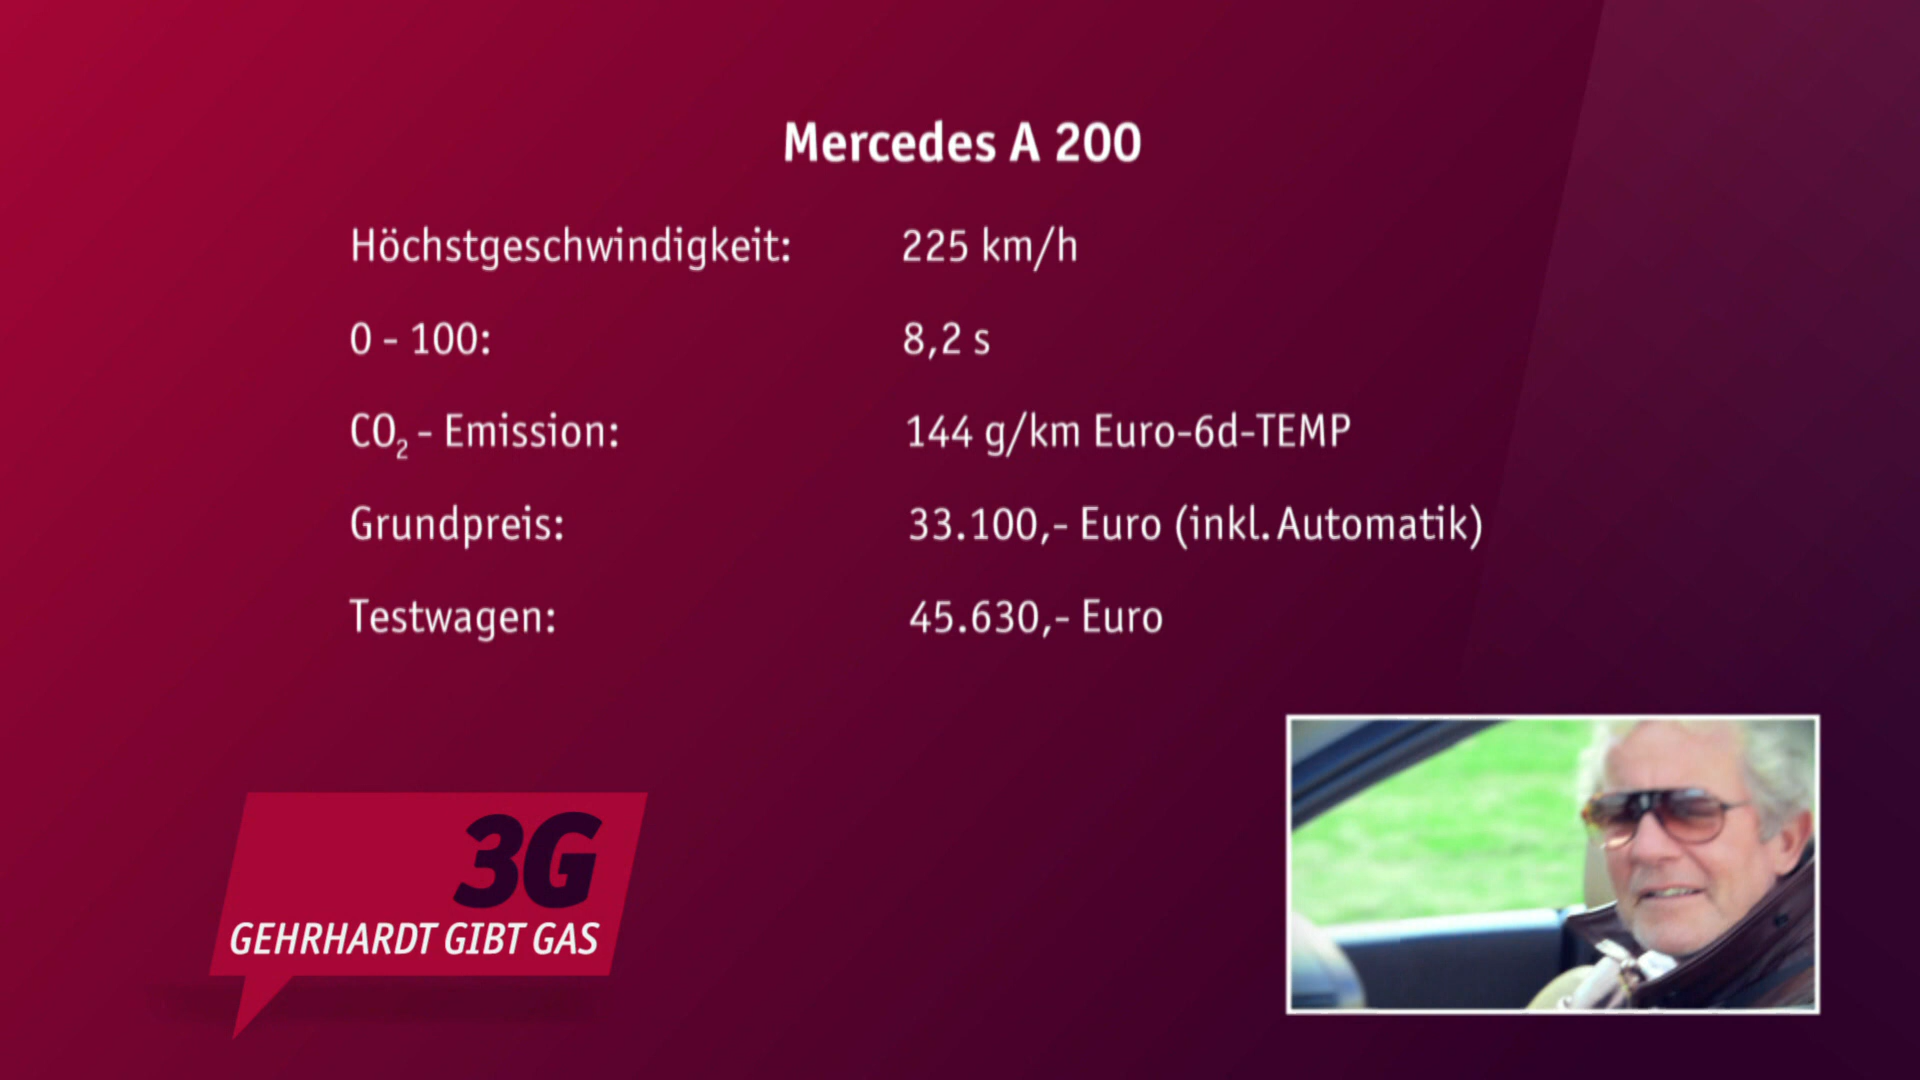 Mercedes A 200
Höchstgeschwindigkeit: 225 km/h
0 - 100: 8,2 s
CO₂ - Emission: 144 g/km Euro-6d-TEMP
Grundpreis: 33.100,- Euro (inkl. Automatik)
Testwagen: 45.630,- Euro
3G
GEHRHARDT GIBT GAS